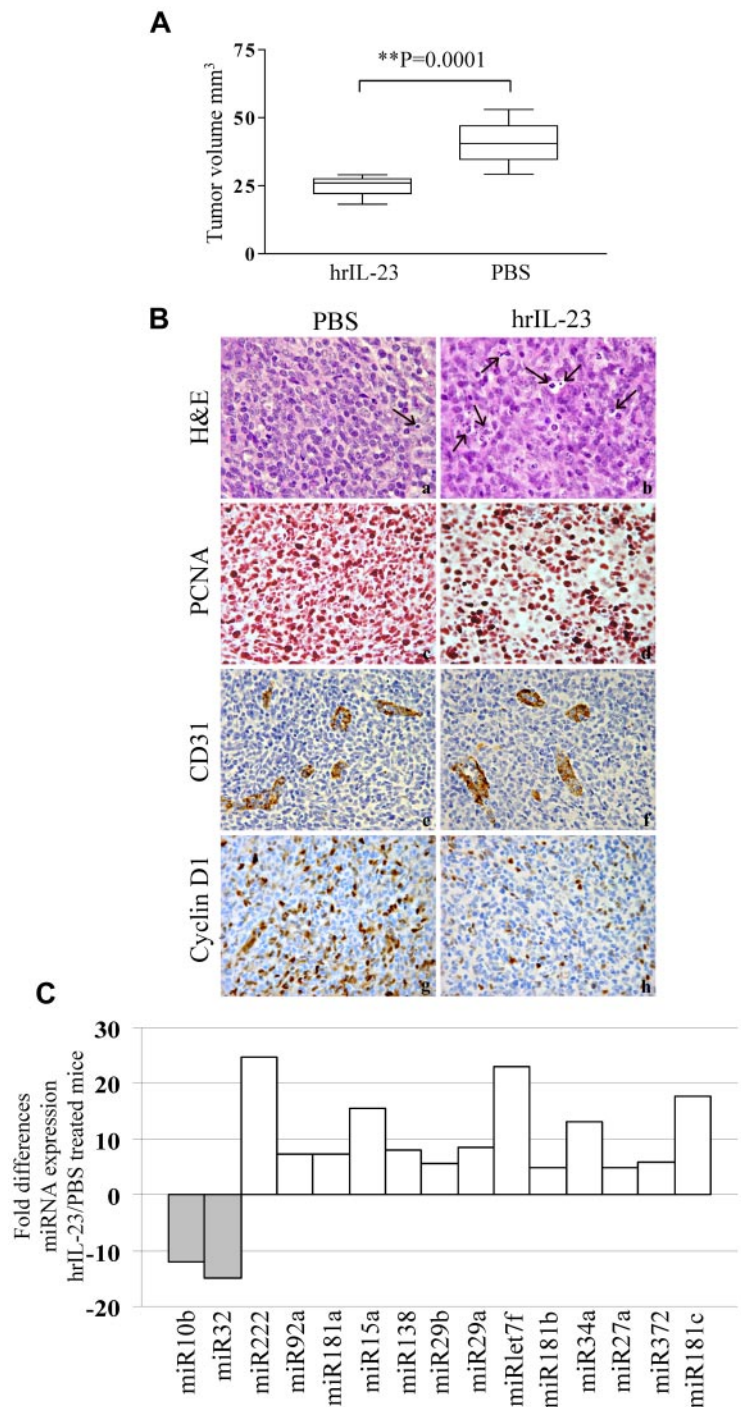 A
75
**P=0.0001
50
25
0
Tumor volume mm³
hrIL-23
PBS
B
PBS
hrIL-23
H&E
a
b
PCNA
c
d
CD31
e
f
Cyclin D1
g
h
C
30
20
10
0
-10
-20
Fold differences
miRNA expression
hrIL-23/PBS treated mice
miR10b
miR32
miR222
miR92a
miR181a
miR15a
miR138
miR29b
miR29a
miRlet7f
miR181b
miR34a
miR27a
miR372
miR181c